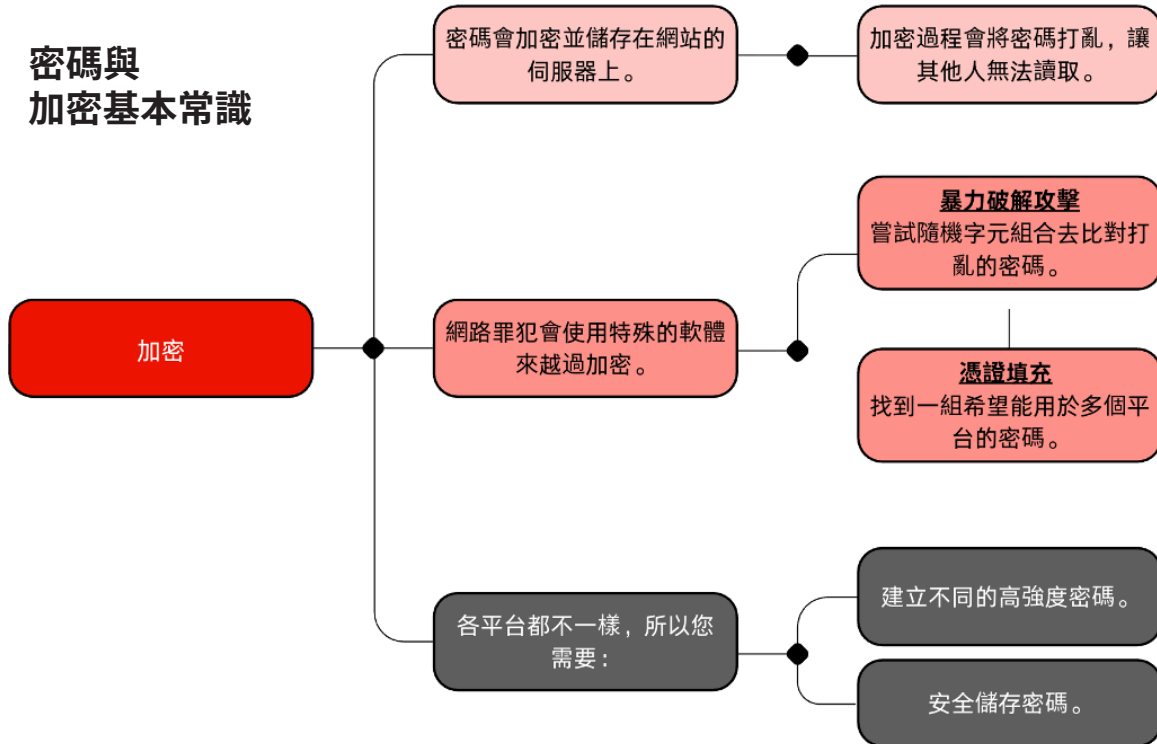 密碼與
加密基本常識
密碼會加密並儲存在網站的
伺服器上。
加密過程會將密碼打亂，讓
其他人無法讀取。
加密
網路罪犯會使用特殊的軟體
來越過加密。
暴力破解攻擊
嘗試隨機字元組合去比對打
亂的密碼。
憑證填充
找到一組希望能用於多個平
台的密碼。
各平台都不一樣，所以您
需要：
建立不同的高強度密碼。
安全儲存密碼。